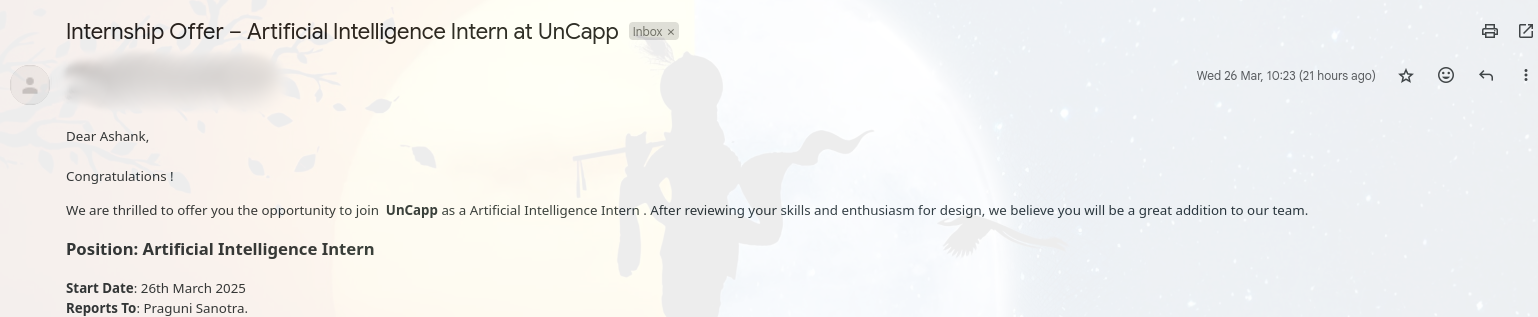 Internship Offer – Artificial Intelligence Intern at UnCapp Inbox ×
Wed 26 Mar, 10:23 (21 hours ago)
Dear Ashank,
Congratulations !
We are thrilled to offer you the opportunity to join UnCapp as a Artificial Intelligence Intern . After reviewing your skills and enthusiasm for design, we believe you will be a great addition to our team.
Position: Artificial Intelligence Intern
Start Date: 26th March 2025
Reports To: Praguni Sanotra.